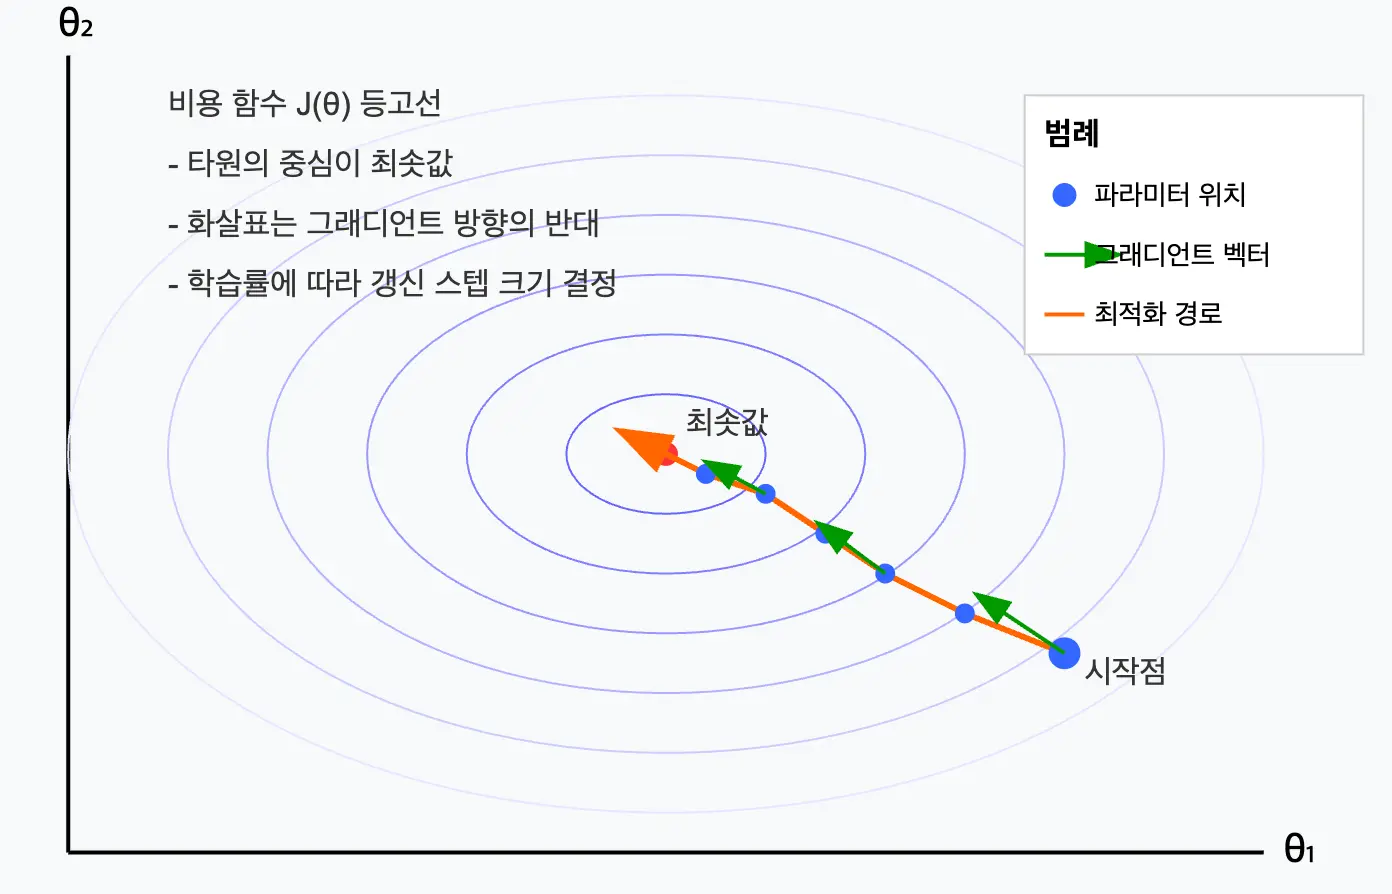 θ₂
비용 함수 J(θ) 등고선
- 타원의 중심이 최솟값
- 화살표는 그래디언트 방향의 반대
- 학습률에 따라 갱신 스텝 크기 결정
범례
파라미터 위치
그래디언트 벡터
최적화 경로
최솟값
시작점
θ₁